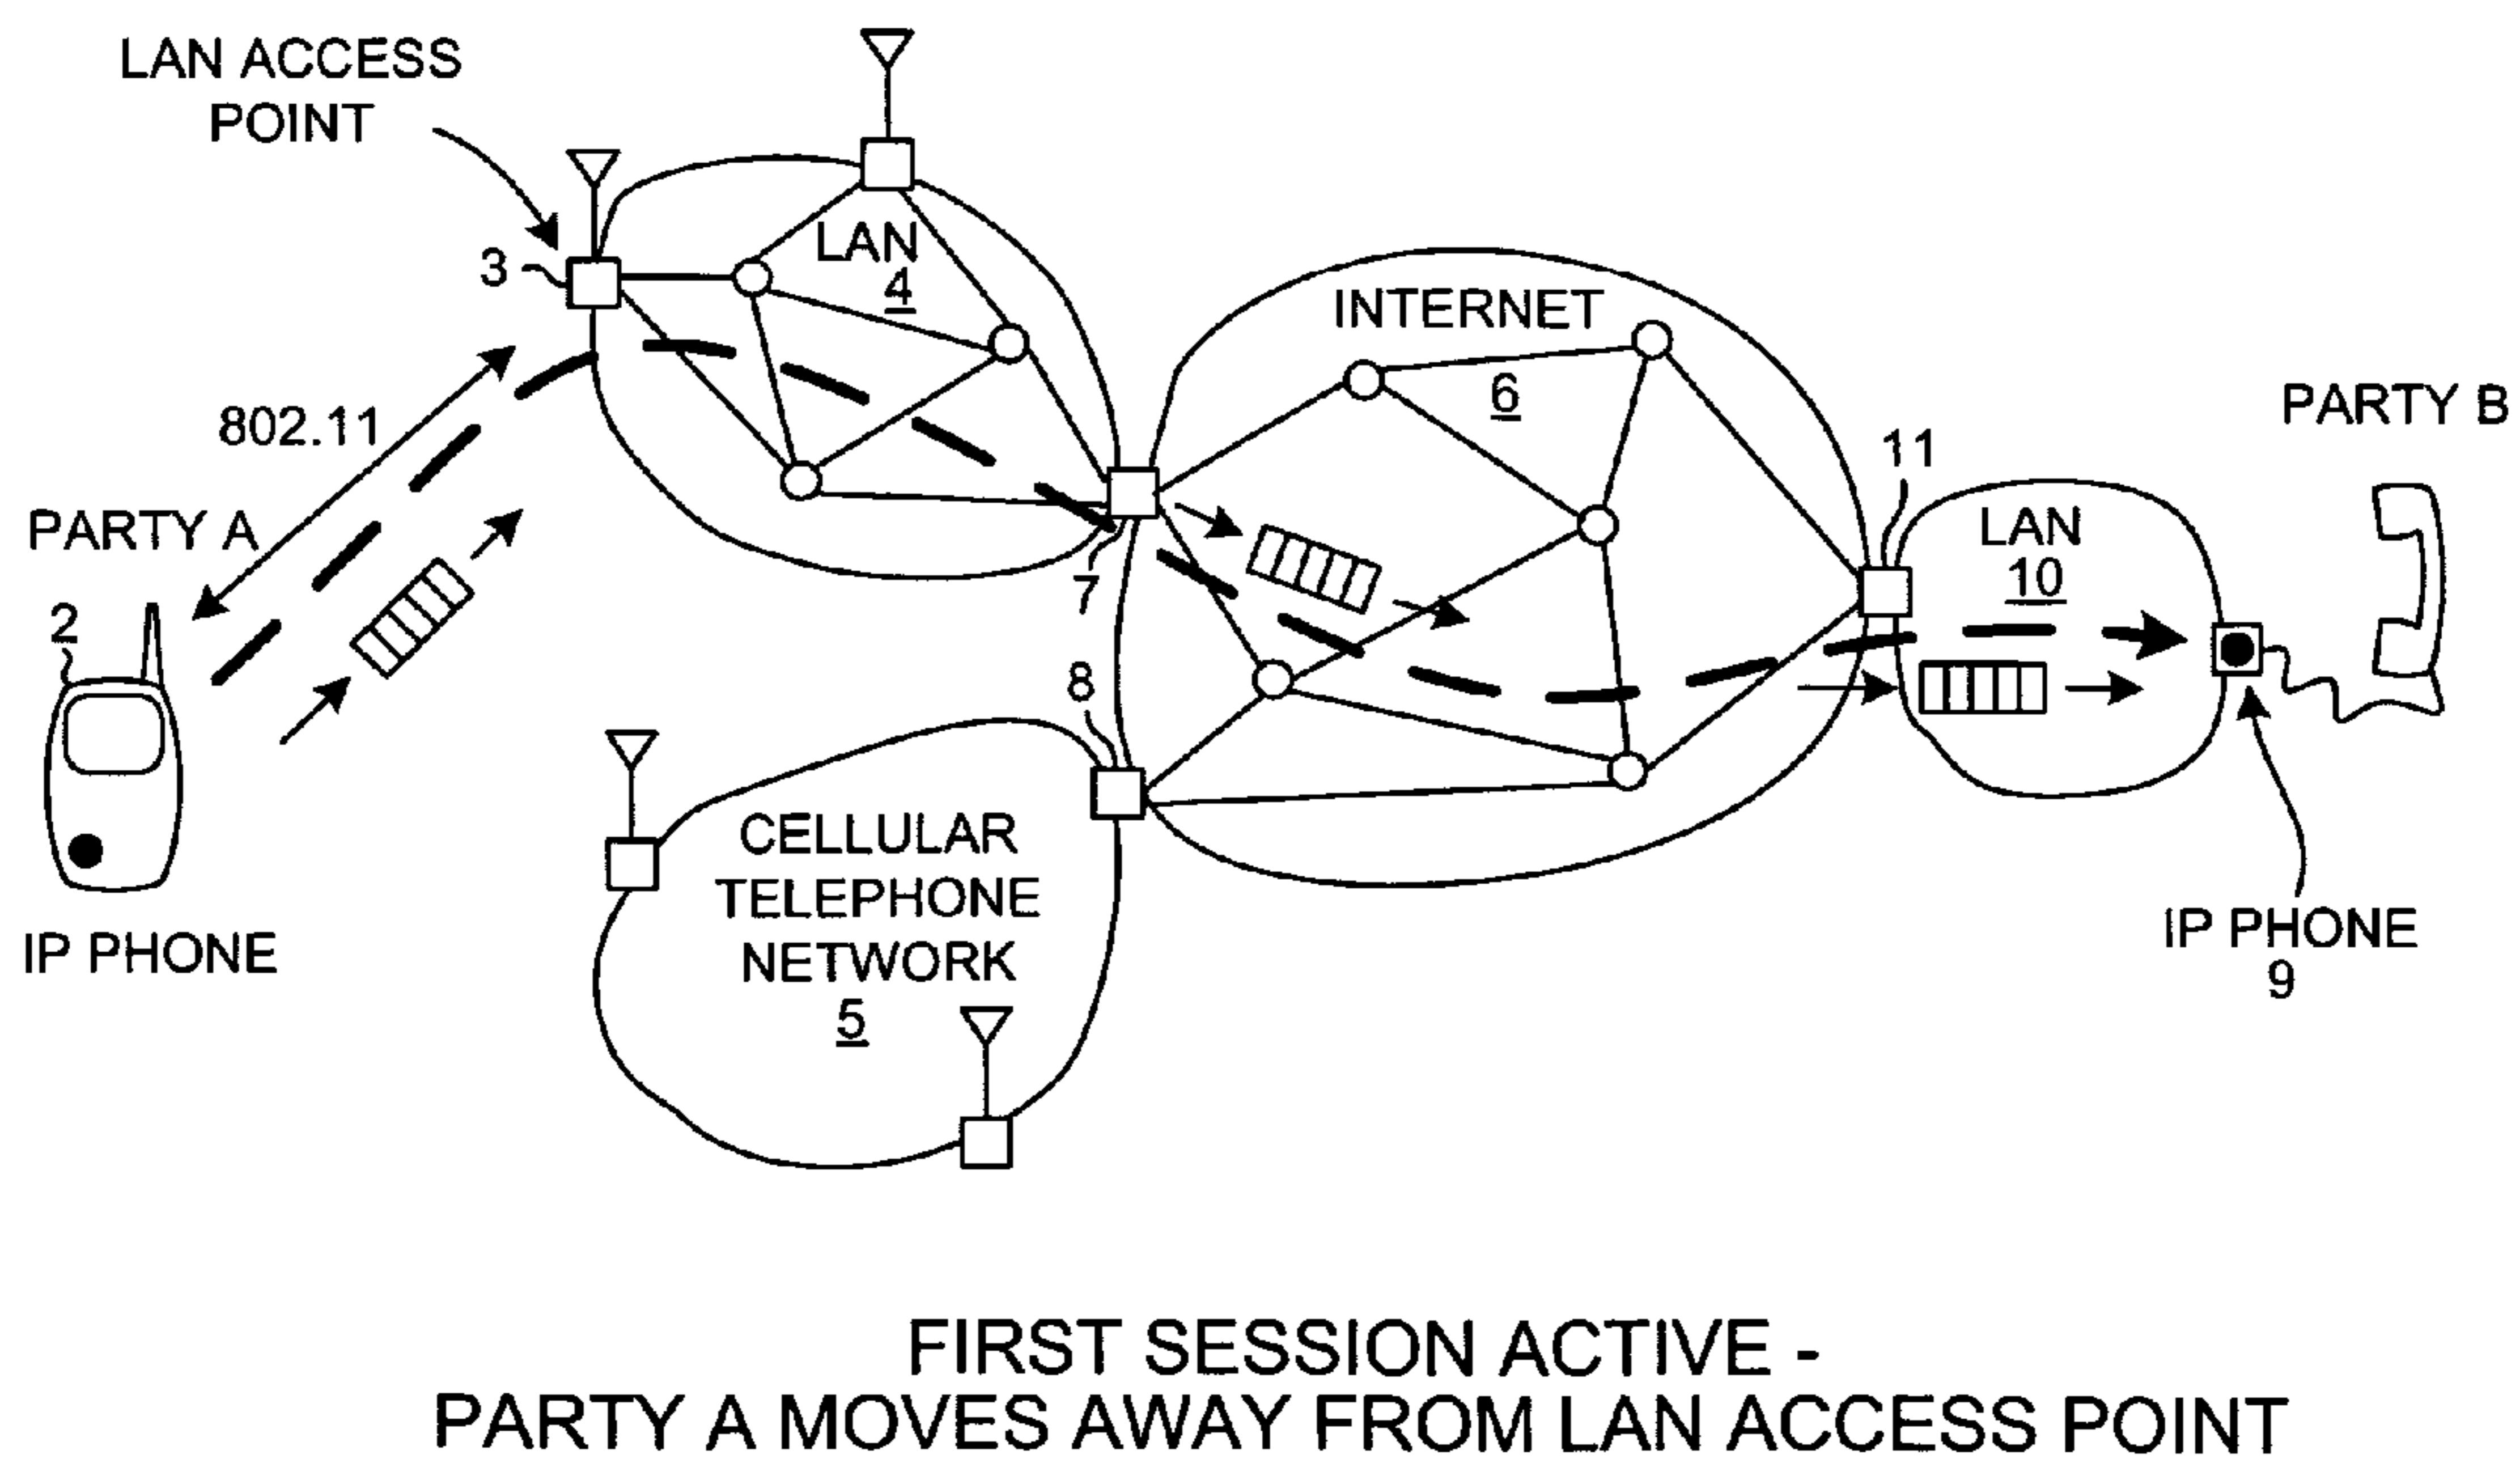 LAN ACCESS
POINT
3
LAN
4
802.11
INTERNET
6
PARTY B
11
PARTY A
LAN
10
2
7
8
CELLULAR
TELEPHONE
NETWORK
5
IP PHONE
IP PHONE
9
FIRST SESSION ACTIVE -
PARTY A MOVES AWAY FROM LAN ACCESS POINT